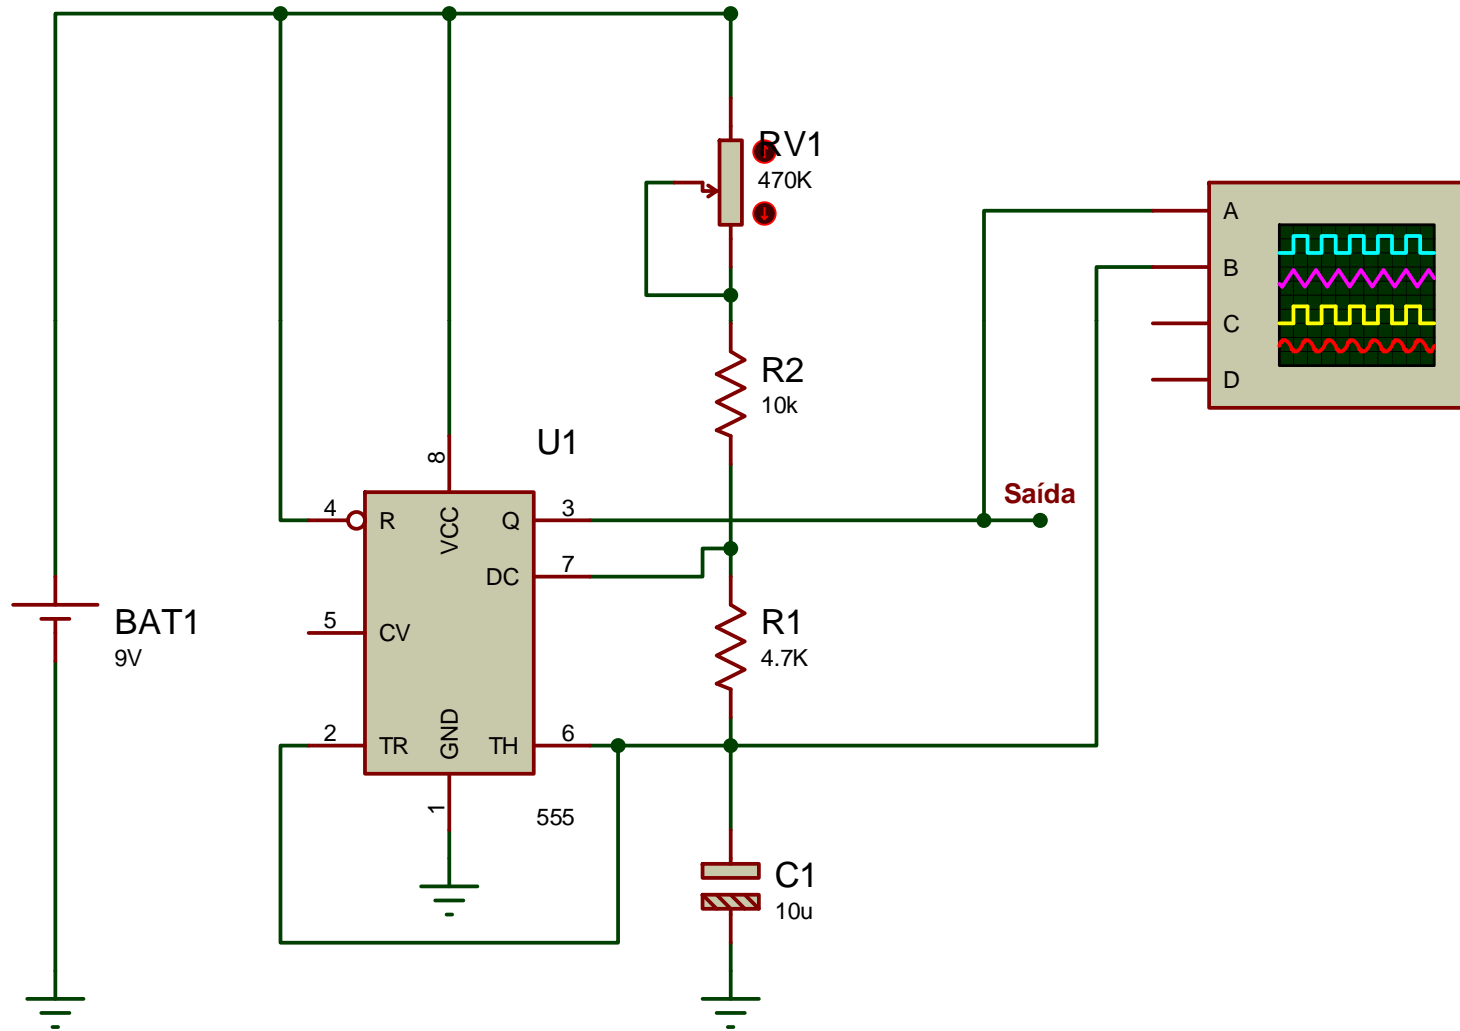 RV1
470K
A
B
C
D
R2
10k
U1
8
Saída
4
R
VCC
Q
3
DC
7
BAT1
9V
5
CV
R1
4.7K
2
TR
GND
TH
6
1
555
C1
10u